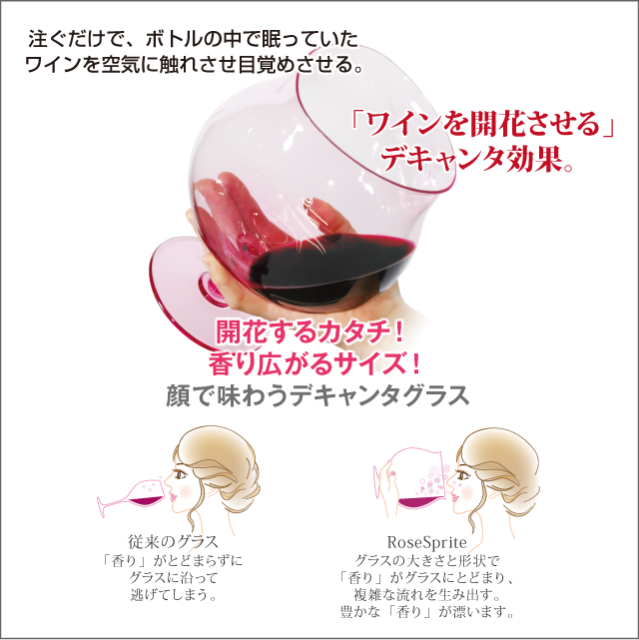 注ぐだけで、ボトルの中で眠っていた
ワインを空気に触れさせ目覚めさせる。
「ワインを開花させる」
デキャンタ効果。
開花するカタチ！
香り広がるサイズ！
顔で味わうデキャンタグラス
従来のグラス
「香り」がとどまらずに
グラスに沿って
逃げてしまう。
RoseSprite
グラスの大きさと形状で
「香り」がグラスにとどまり、
複雑な流れを生み出す。
豊かな「香り」が漂います。